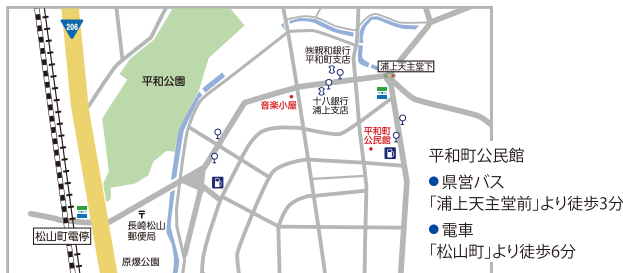 206
平和公園
㈱親和銀行
平和町支店
浦上天主堂下
音楽小屋
十八銀行
浦上支店
平和町
公民館
長崎松山
郵便局
松山町電停
原爆公園
平和町公民館
●県営バス
「浦上天主堂前」より徒歩3分
●電車
「松山町」より徒歩6分